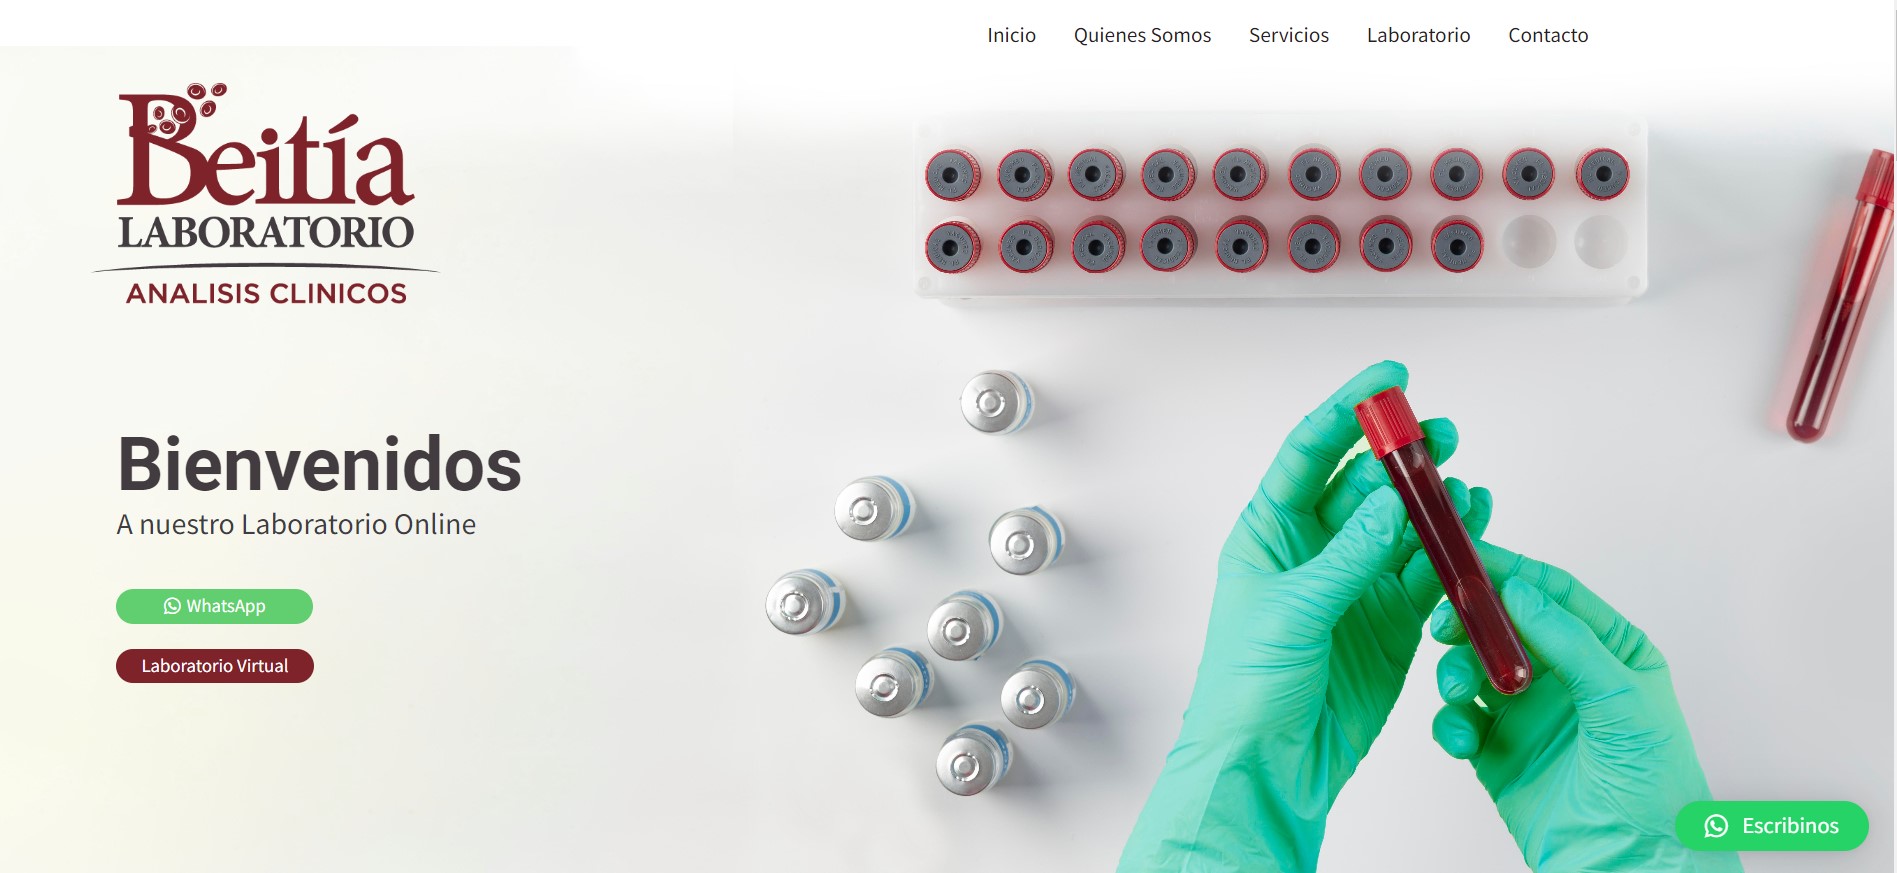 Inicio Quienes Somos Servicios Laboratorio Contacto
Beitía
LABORATORIO
ANALISIS CLINICOS
Bienvenidos
A nuestro Laboratorio Online
WhatsApp
Laboratorio Virtual
Escribinos